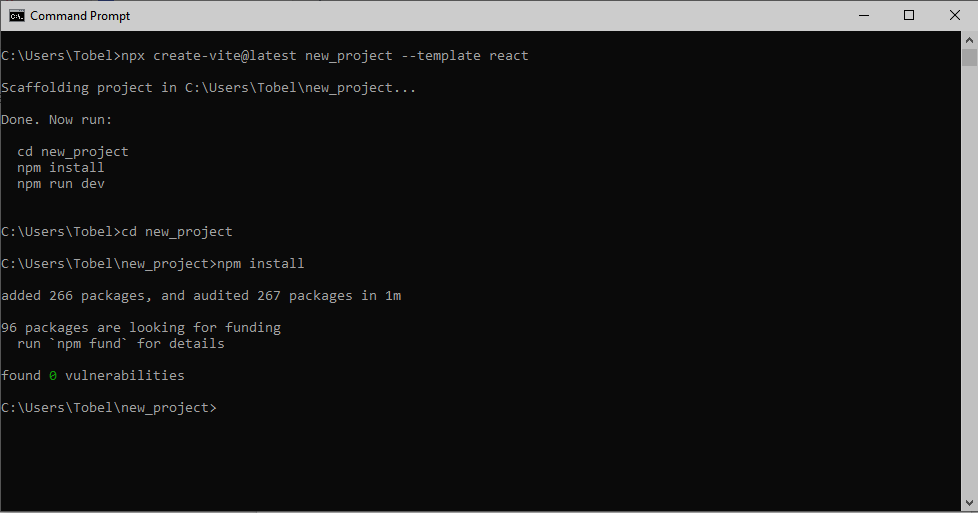 Command Prompt
C:\Users\Tobel>npx create-vite@latest new_project --template react
Scaffolding project in C:\Users\Tobel\new_project...
Done. Now run:
cd new_project
npm install
npm run dev
C:\Users\Tobel>cd new_project
C:\Users\Tobel\new_project>npm install
added 266 packages, and audited 267 packages in 1m
96 packages are looking for funding
run `npm fund` for details
found 0 vulnerabilities
C:\Users\Tobel\new_project>